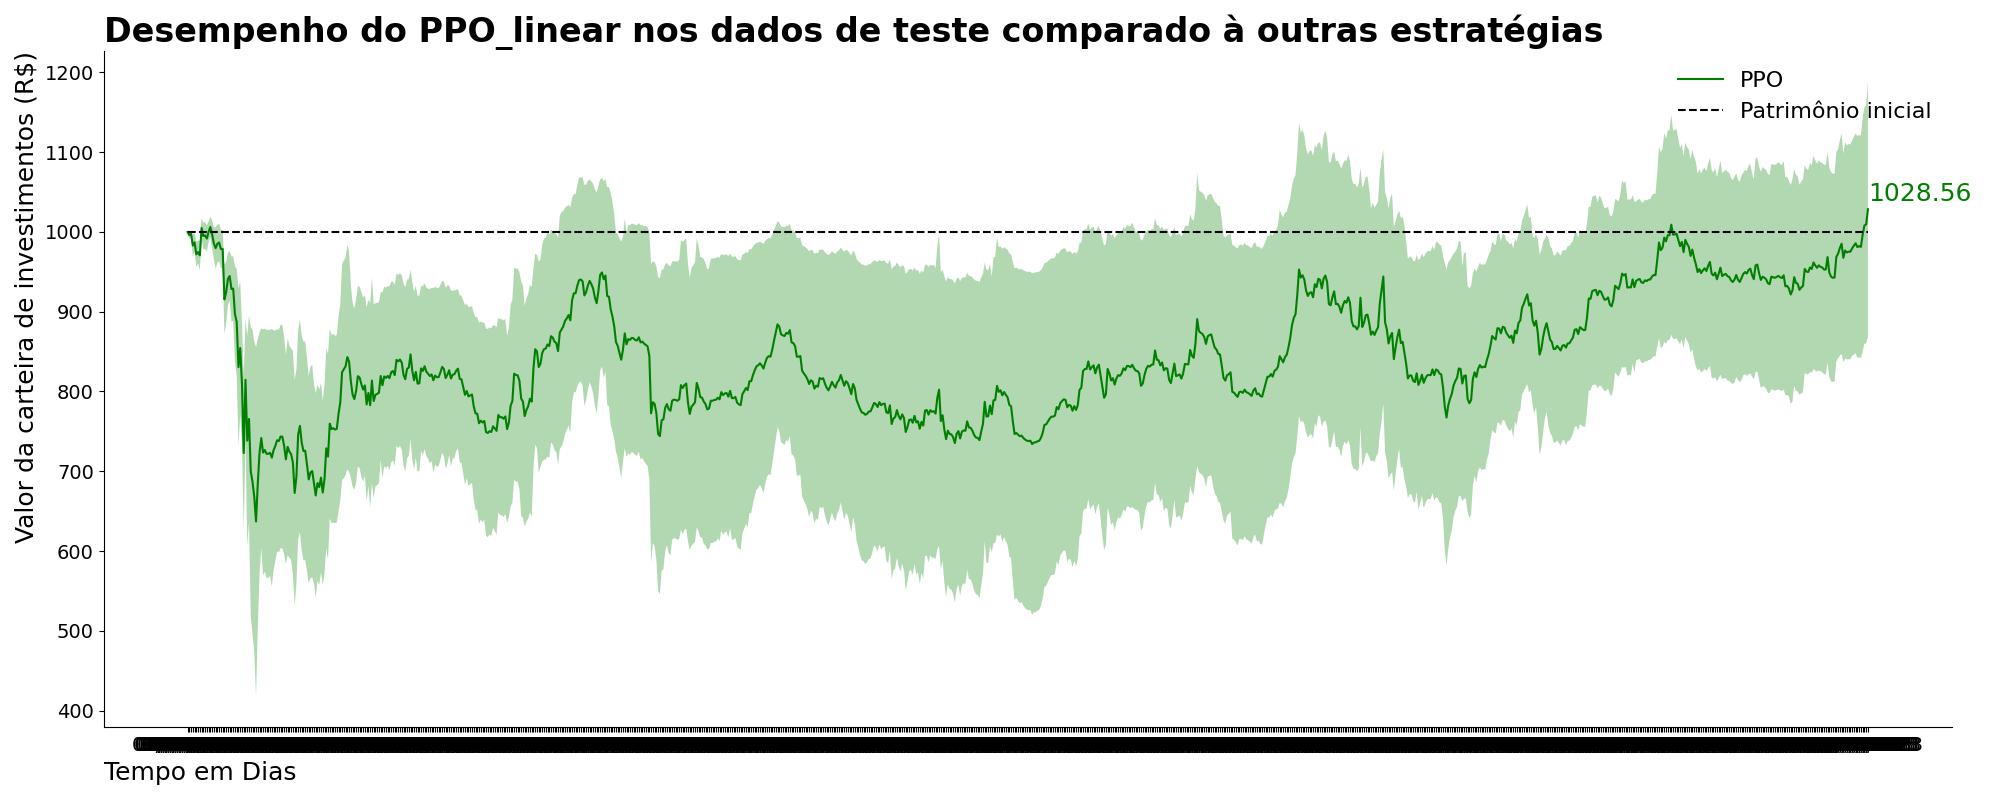 Desempenho do PPO_linear nos dados de teste comparado à outras estratégias
Valor da carteira de investimentos (R$)
1200
1100
1000
900
800
700
600
500
400
PPO
Patrimônio inicial
1028.56
Tempo em Dias